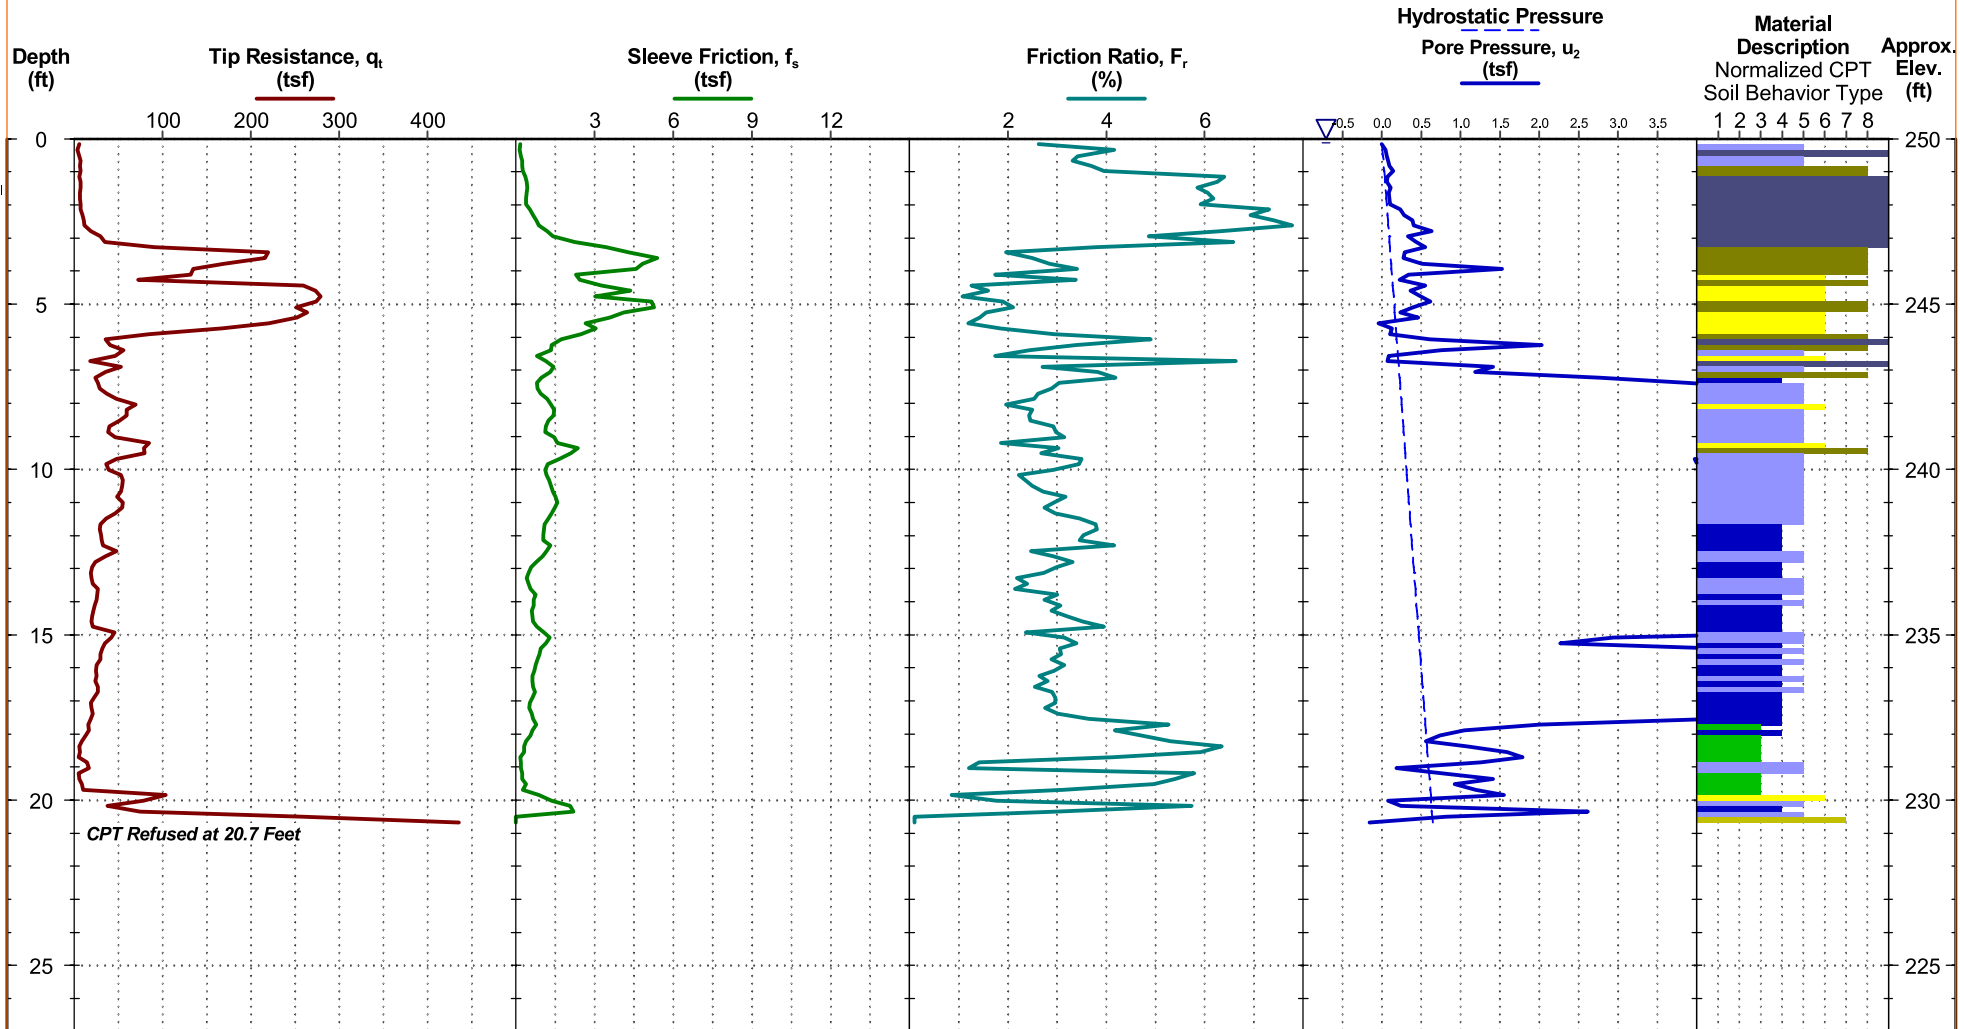 Depth
(ft)
Tip Resistance, qt
(tsf)
Sleeve Friction, fs
(tsf)
Friction Ratio, Fr
(%)
Hydrostatic Pressure
Pore Pressure, u2
(tsf)
Material
Description
Normalized CPT
Soil Behavior Type
Approx.
Elev.
(ft)
100 200 300 400
3 6 9 12
2 4 6
-0.5 0.0 0.5 1.0 1.5 2.0 2.5 3.0 3.5
1 2 3 4 5 6 7 8
0 250
5 245
10 240
15 235
20 230
CPT Refused at 20.7 Feet
25 225